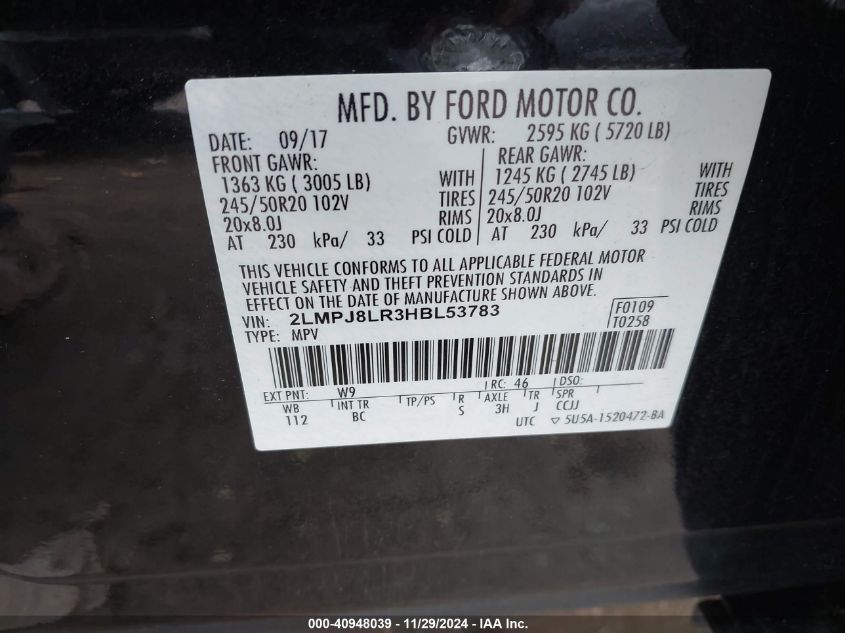 MFD. BY FORD MOTOR CO.
DATE: 09/17 GVWR: 2595 KG ( 5720 LB)
FRONT GAWR: REAR GAWR:
1363 KG ( 3005 LB) WITH 1245 KG ( 2745 LB) WITH
245/50R20 102V TIRES 245/50R20 102V TIRES
20x8.0J RIMS 20x8.0J RIMS
AT 230 kPa/ 33 PSI COLD AT 230 kPa/ 33 PSI COLD
THIS VEHICLE CONFORMS TO ALL APPLICABLE FEDERAL MOTOR
VEHICLE SAFETY AND THEFT PREVENTION STANDARDS IN
EFFECT ON THE DATE OF MANUFACTURE SHOWN ABOVE.
VIN: 2LMPJ8LR3HBL53783 F0109
TYPE: MPV T0258
EXT PNT: W9 RC: 46 DSO:
WB INT TR TP/PS R AXLE TR SPR
112 BC S 3H J CCJJ
UTC ▽ 5U5A-1520472-BA
000-40948039 - 11/29/2024 - IAA Inc.